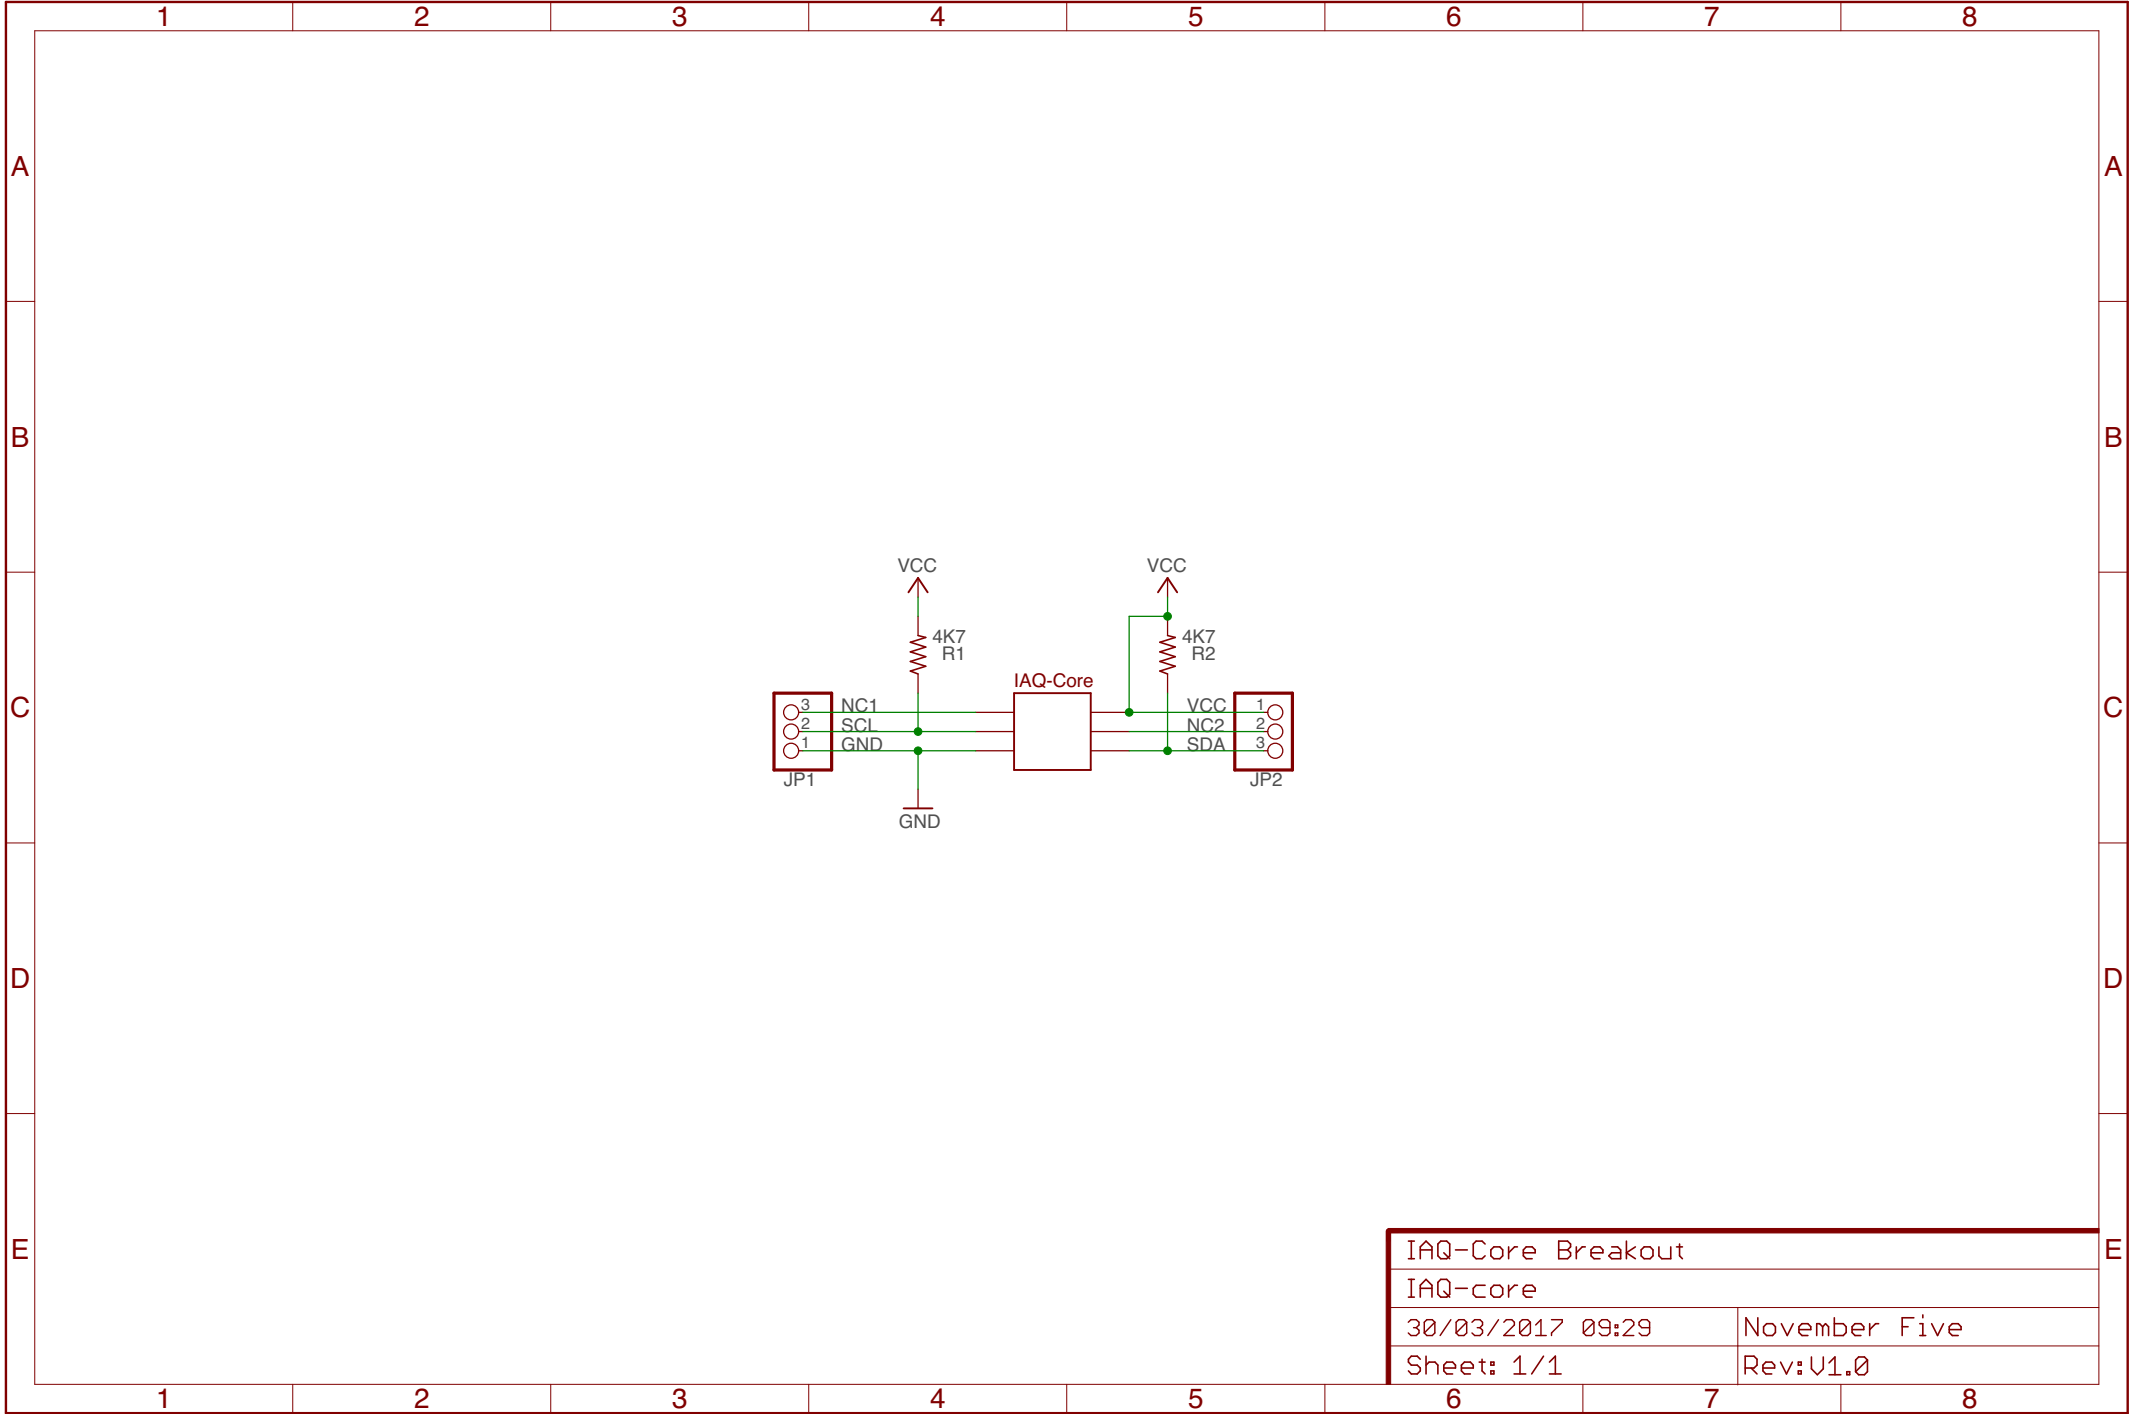 1 2 3 4 5 6 7 8
A A
B B
VCC VCC
4K7 4K7
R1 R2
IAQ-Core
C C
3 NC1 VCC 1
2 SCL NC2 2
1 GND SDA 3
JP1 JP2
GND
D D
E E
IAQ-Core Breakout
IAQ-core
30/03/2017 09:29 November Five
Sheet: 1/1 Rev:V1.0
1 2 3 4 5 6 7 8